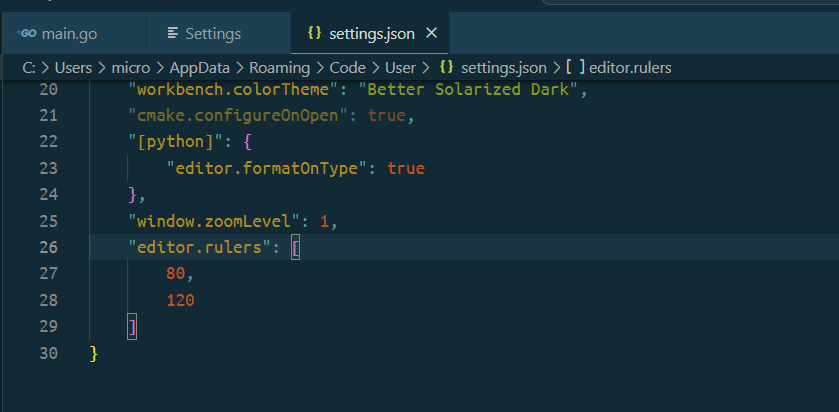 GO main.go Settings {} settings.json ×
C: > Users > micro > AppData > Roaming > Code > User > {} settings.json > [ ] editor.rulers
20 "workbench.colorTheme": "Better Solarized Dark",
21 "cmake.configureOnOpen": true,
22 "[python]": {
23 "editor.formatOnType": true
24 },
25 "window.zoomLevel": 1,
26 "editor.rulers": [
27 80,
28 120
29 ]
30 }